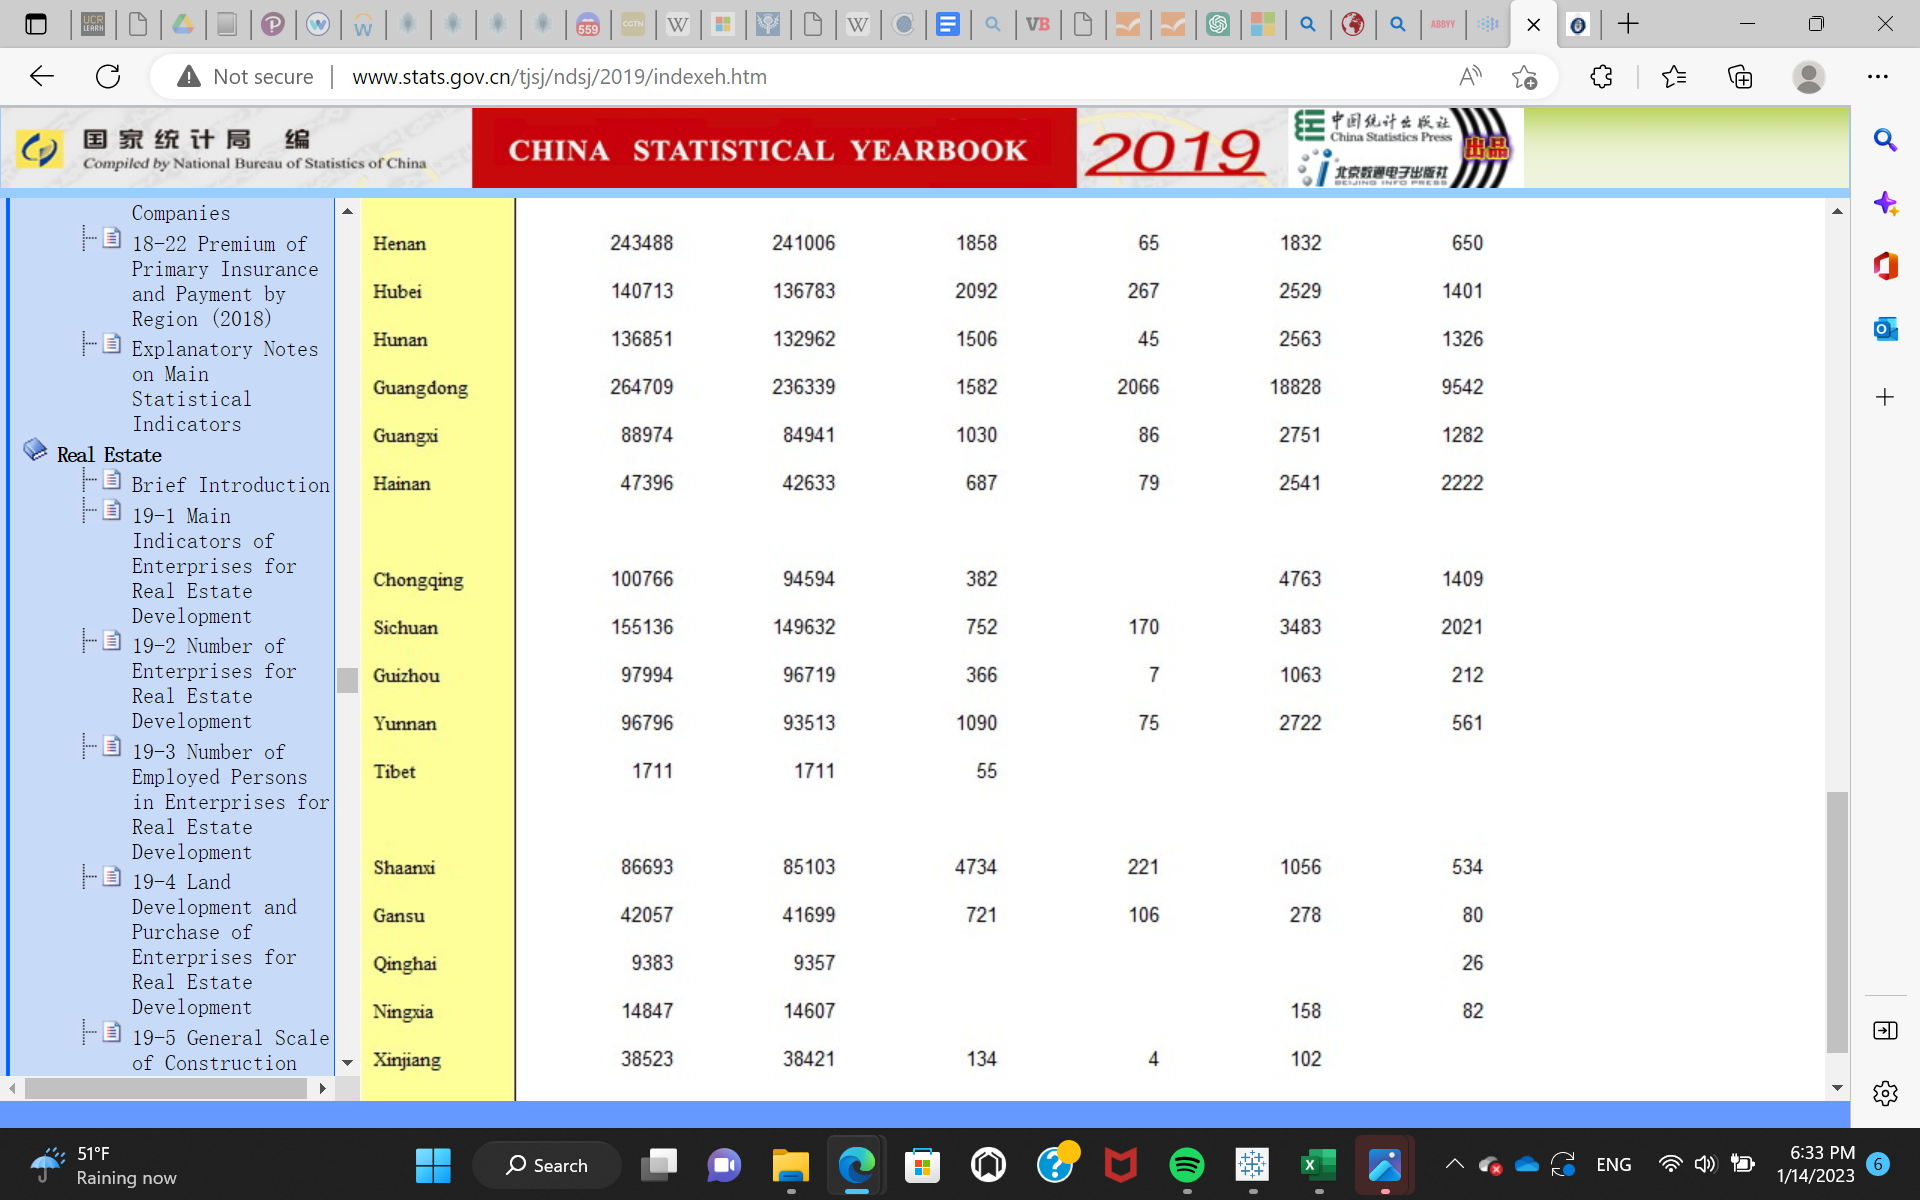 UCR LEARN
559
CCTN
VB
ABBYY
Not secure
www.stats.gov.cn/tjsj/ndsj/2019/indexeh.htm
国家统计局 编
Compiled by National Bureau of Statistics of China
CHINA STATISTICAL YEARBOOK
2019
中国统计出版社
China Statistics Press
北京数通电子出版社
BEIJING INFO PRESS
出品
Companies
18-22 Premium of
Primary Insurance
and Payment by
Region (2018)
Explanatory Notes
on Main
Statistical
Indicators
Real Estate
Brief Introduction
19-1 Main
Indicators of
Enterprises for
Real Estate
Development
19-2 Number of
Enterprises for
Real Estate
Development
19-3 Number of
Employed Persons
in Enterprises for
Real Estate
Development
19-4 Land
Development and
Purchase of
Enterprises for
Real Estate
Development
19-5 General Scale
of Construction
Henan 243488 241006 1858 65 1832 650
Hubei 140713 136783 2092 267 2529 1401
Hunan 136851 132962 1506 45 2563 1326
Guangdong 264709 236339 1582 2066 18828 9542
Guangxi 88974 84941 1030 86 2751 1282
Hainan 47396 42633 687 79 2541 2222
Chongqing 100766 94594 382 4763 1409
Sichuan 155136 149632 752 170 3483 2021
Guizhou 97994 96719 366 7 1063 212
Yunnan 96796 93513 1090 75 2722 561
Tibet 1711 1711 55
Shaanxi 86693 85103 4734 221 1056 534
Gansu 42057 41699 721 106 278 80
Qinghai 9383 9357 26
Ningxia 14847 14607 158 82
Xinjiang 38523 38421 134 4 102
51°F
Raining now
Search
ENG
6:33 PM
1/14/2023
6